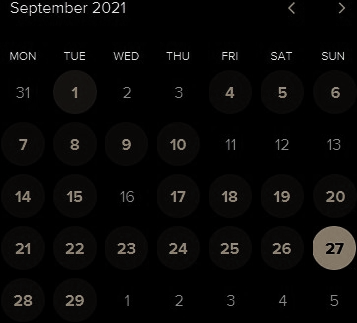 September 2021
MON TUE WED THU FRI SAT SUN
31 1 2 3 4 5 6
7 8 9 10 11 12 13
14 15 16 17 18 19 20
21 22 23 24 25 26 27
28 29 1 2 3 4 5